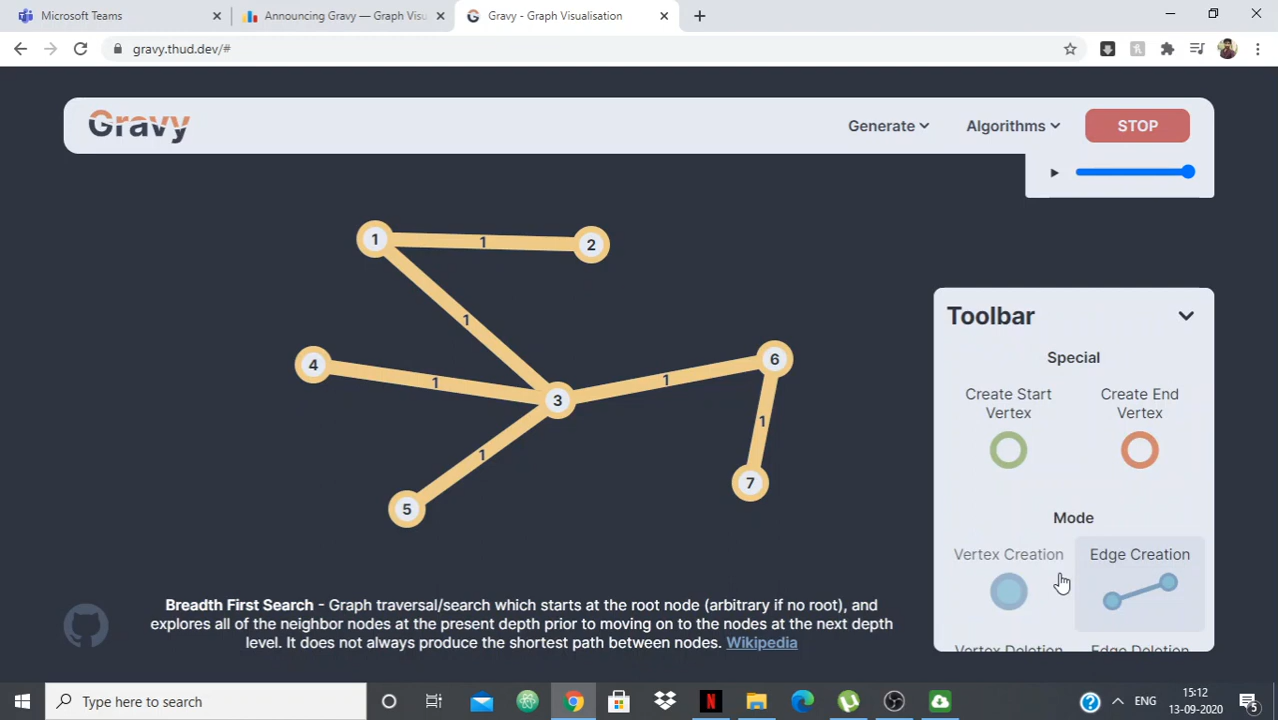 Microsoft Teams
Announcing Gravy — Graph Visu
Gravy - Graph Visualisation
gravy.thud.dev/#
Gravy
Generate
Algorithms
STOP
1
1
2
1
4
1
3
1
6
1
1
5
7
Toolbar
Special
Create Start
Vertex
Create End
Vertex
Mode
Vertex Creation
Edge Creation
Vertex Deletion
Edge Deletion
Breadth First Search - Graph traversal/search which starts at the root node (arbitrary if no root), and
explores all of the neighbor nodes at the present depth prior to moving on to the nodes at the next depth
level. It does not always produce the shortest path between nodes. Wikipedia
Type here to search
ENG
15:12
13-09-2020
5